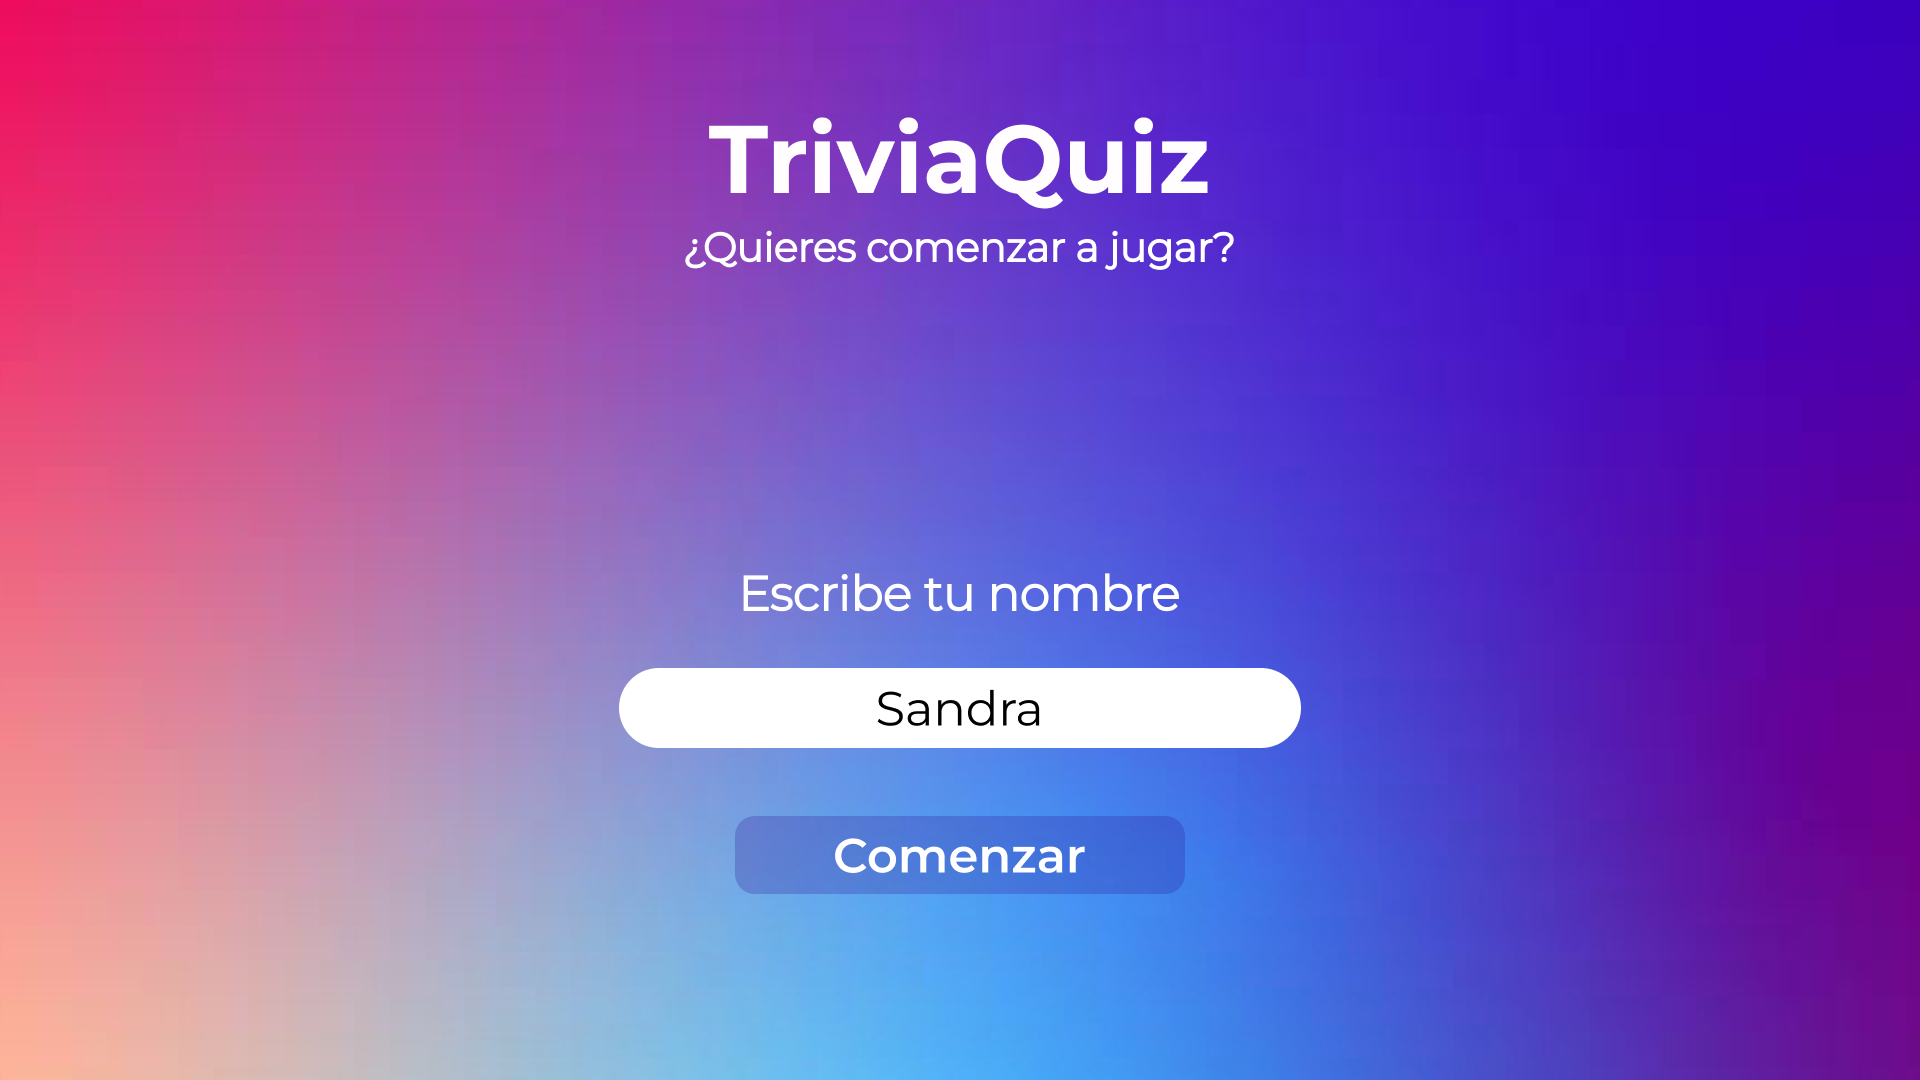 TriviaQuiz
¿Quieres comenzar a jugar?
Escribe tu nombre
Sandra
Comenzar